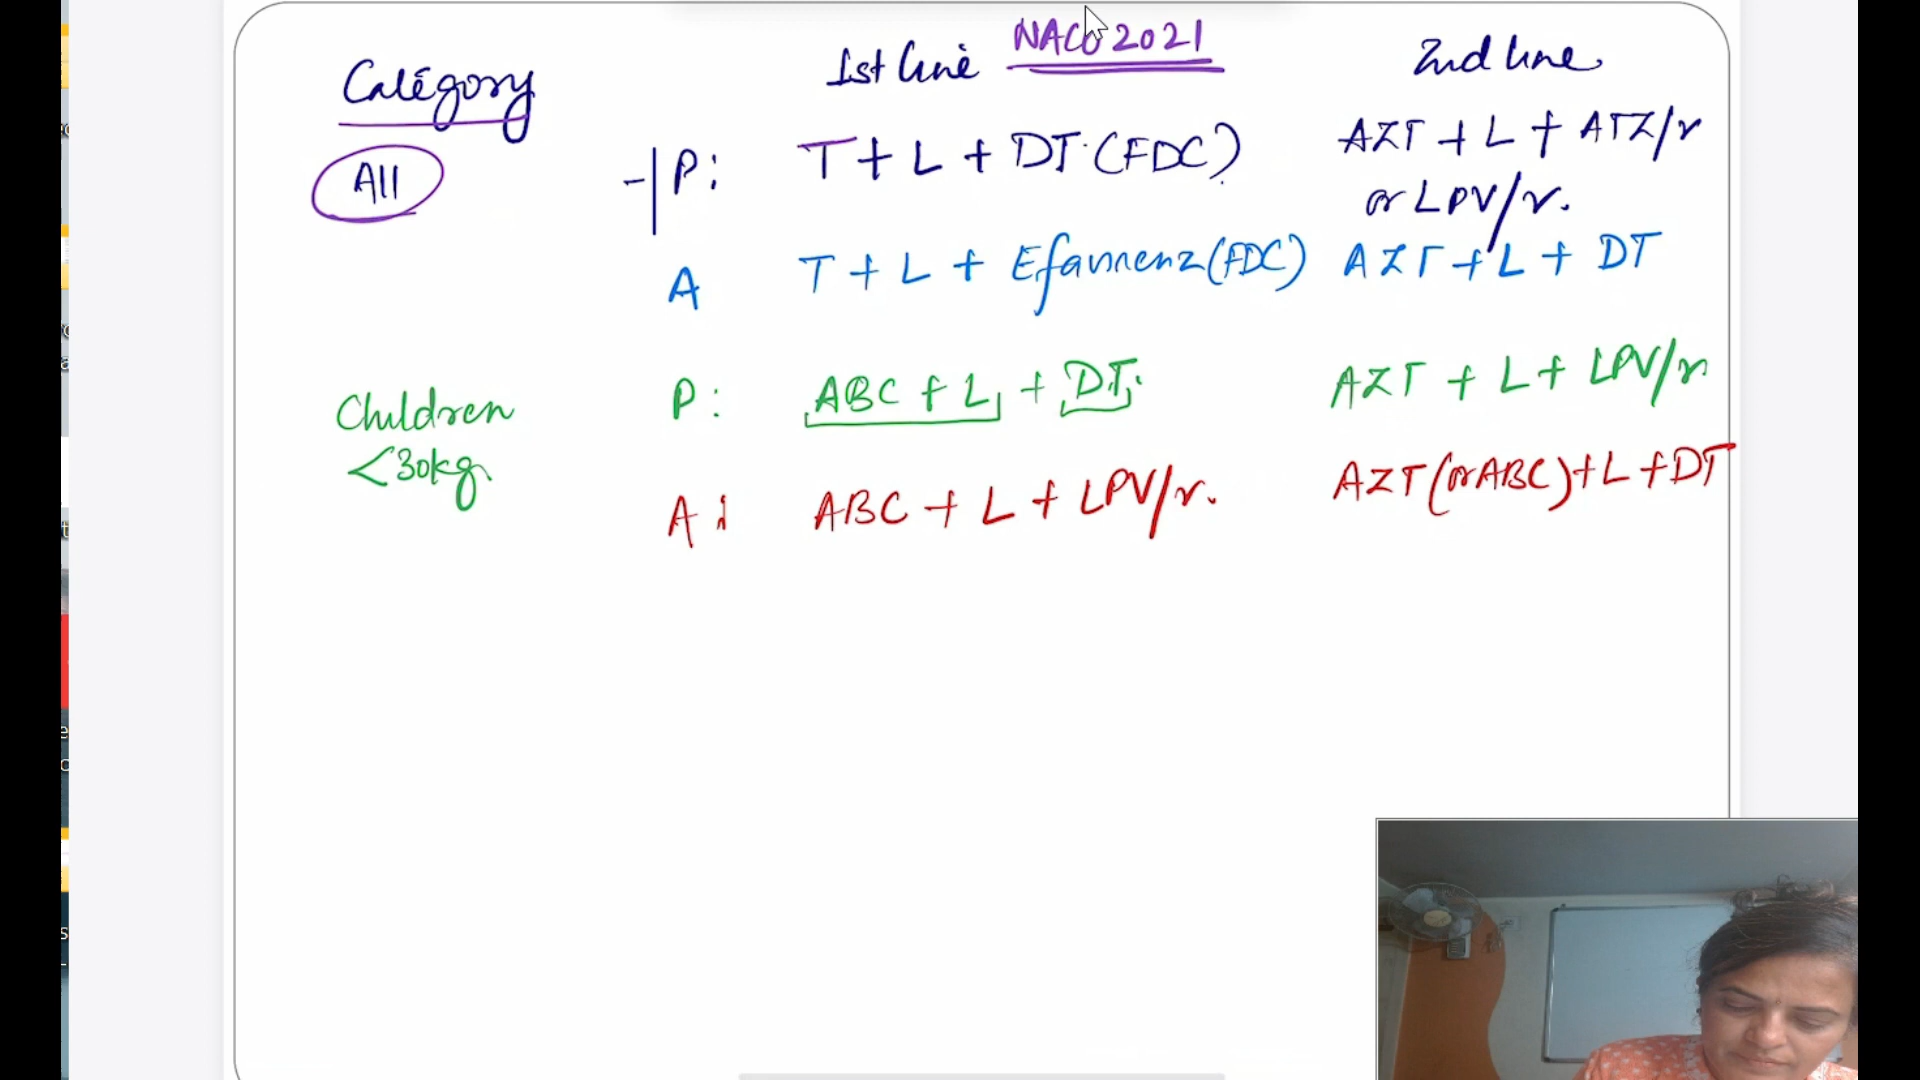 Category 1st line NACO 2021 2nd line
All P: T + L + DT. (FDC) AZT + L + ATZ/r
or LPV/r.
A T + L + Efavirenz (FDC) AZT + L + DT
Children P: ABC + L + DT. AZT + L + LPV/r.
<30kg. A : ABC + L + LPV/r. AZT (or ABC) + L + DT